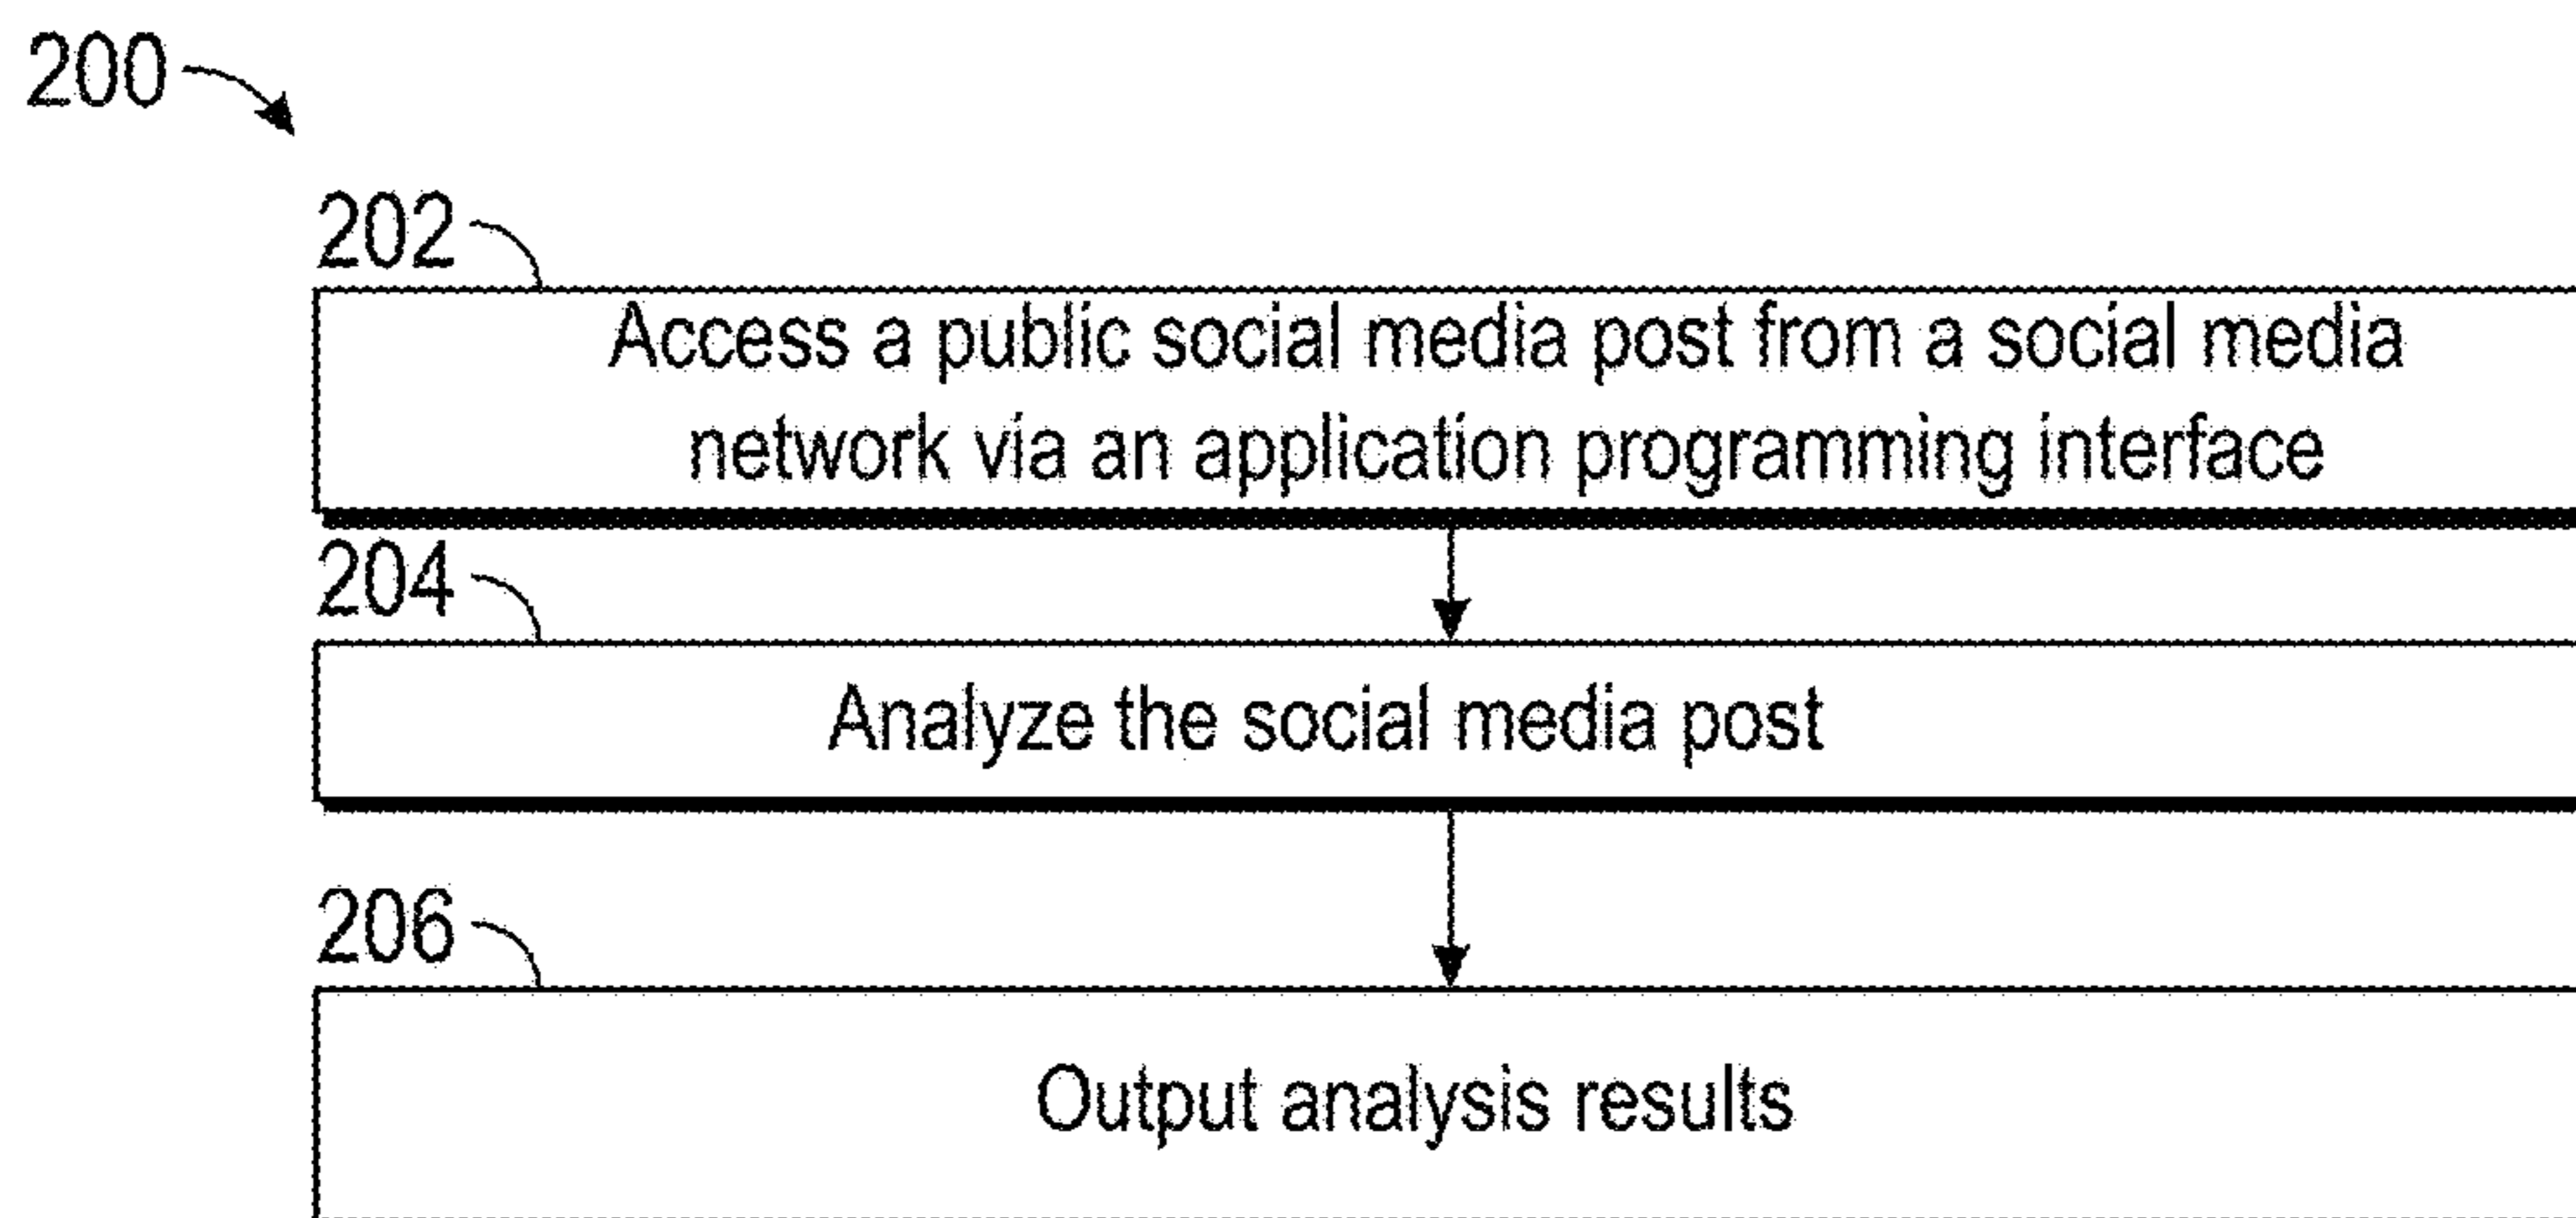 200
202
Access a public social media post from a social media
network via an application programming interface
204
Analyze the social media post
206
Output analysis results